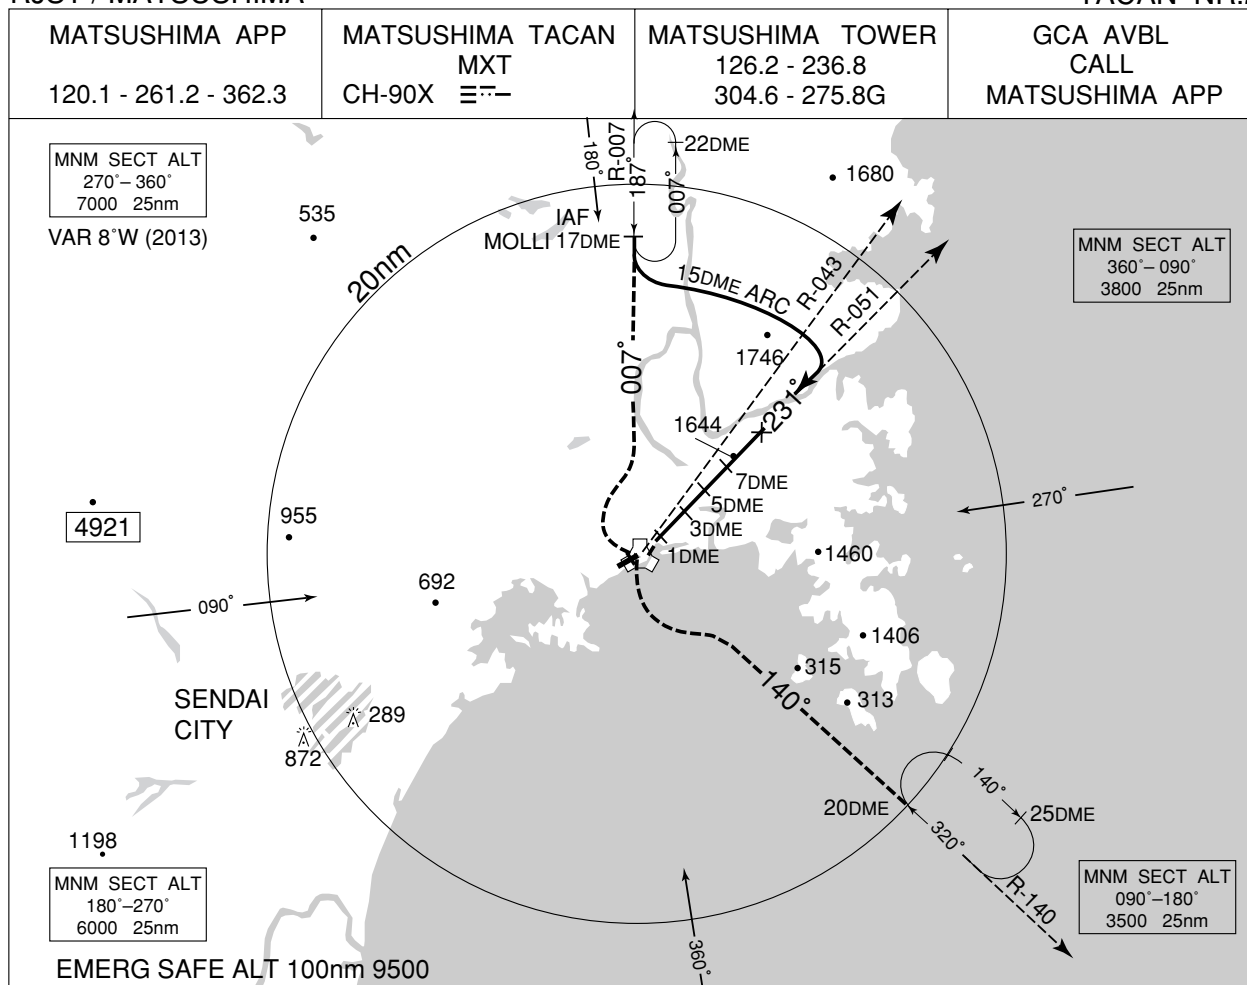 MATSUSHIMA APP
120.1 - 261.2 - 362.3
MATSUSHIMA TACAN
MXT
CH-90X
MATSUSHIMA TOWER
126.2 - 236.8
304.6 - 275.8G
GCA AVBL
CALL
MATSUSHIMA APP
MNM SECT ALT
270°–360°
7000 25nm
VAR 8°W (2013)
535
20nm
180°
R-007
187°
007°
22DME
IAF
MOLLI 17DME
15DME ARC
1680
R-043
R-051
MNM SECT ALT
360°–090°
3800 25nm
1746
007°
231°
1644
7DME
5DME
3DME
1DME
270°
4921
955
692
090°
1460
1406
315
313
140°
SENDAI
CITY
289
872
20DME
140°
25DME
320°
R-140
1198
MNM SECT ALT
180°–270°
6000 25nm
MNM SECT ALT
090°–180°
3500 25nm
360°
EMERG SAFE ALT 100nm 9500